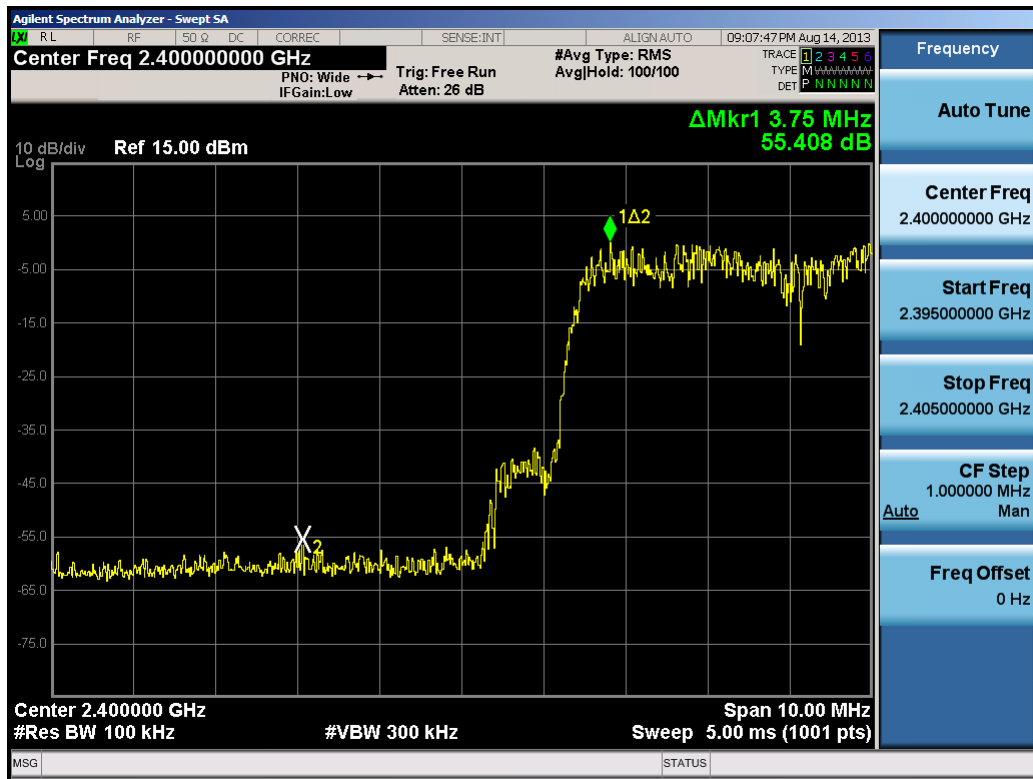 Agilent Spectrum Analyzer - Swept SA
LXI RL RF 50 Ω DC CORREC SENSE:INT ALIGN AUTO 09:07:47 PM Aug 14, 2013
Center Freq 2.400000000 GHz
PNO: Wide
IFGain:Low
Trig: Free Run
Atten: 26 dB
#Avg Type: RMS
Avg|Hold: 100/100
TRACE 1 2 3 4 5 6
TYPE M WWWWW
DET P N N N N N
ΔMkr1 3.75 MHz
55.408 dB
10 dB/div Ref 15.00 dBm
Log
5.00
-5.00
-15.0
-25.0
-35.0
-45.0
-55.0
-65.0
-75.0
1Δ2
X2
Center 2.400000 GHz Span 10.00 MHz
#Res BW 100 kHz #VBW 300 kHz Sweep 5.00 ms (1001 pts)
MSG STATUS
Frequency
Auto Tune
Center Freq
2.400000000 GHz
Start Freq
2.395000000 GHz
Stop Freq
2.405000000 GHz
CF Step
1.000000 MHz
Auto Man
Freq Offset
0 Hz